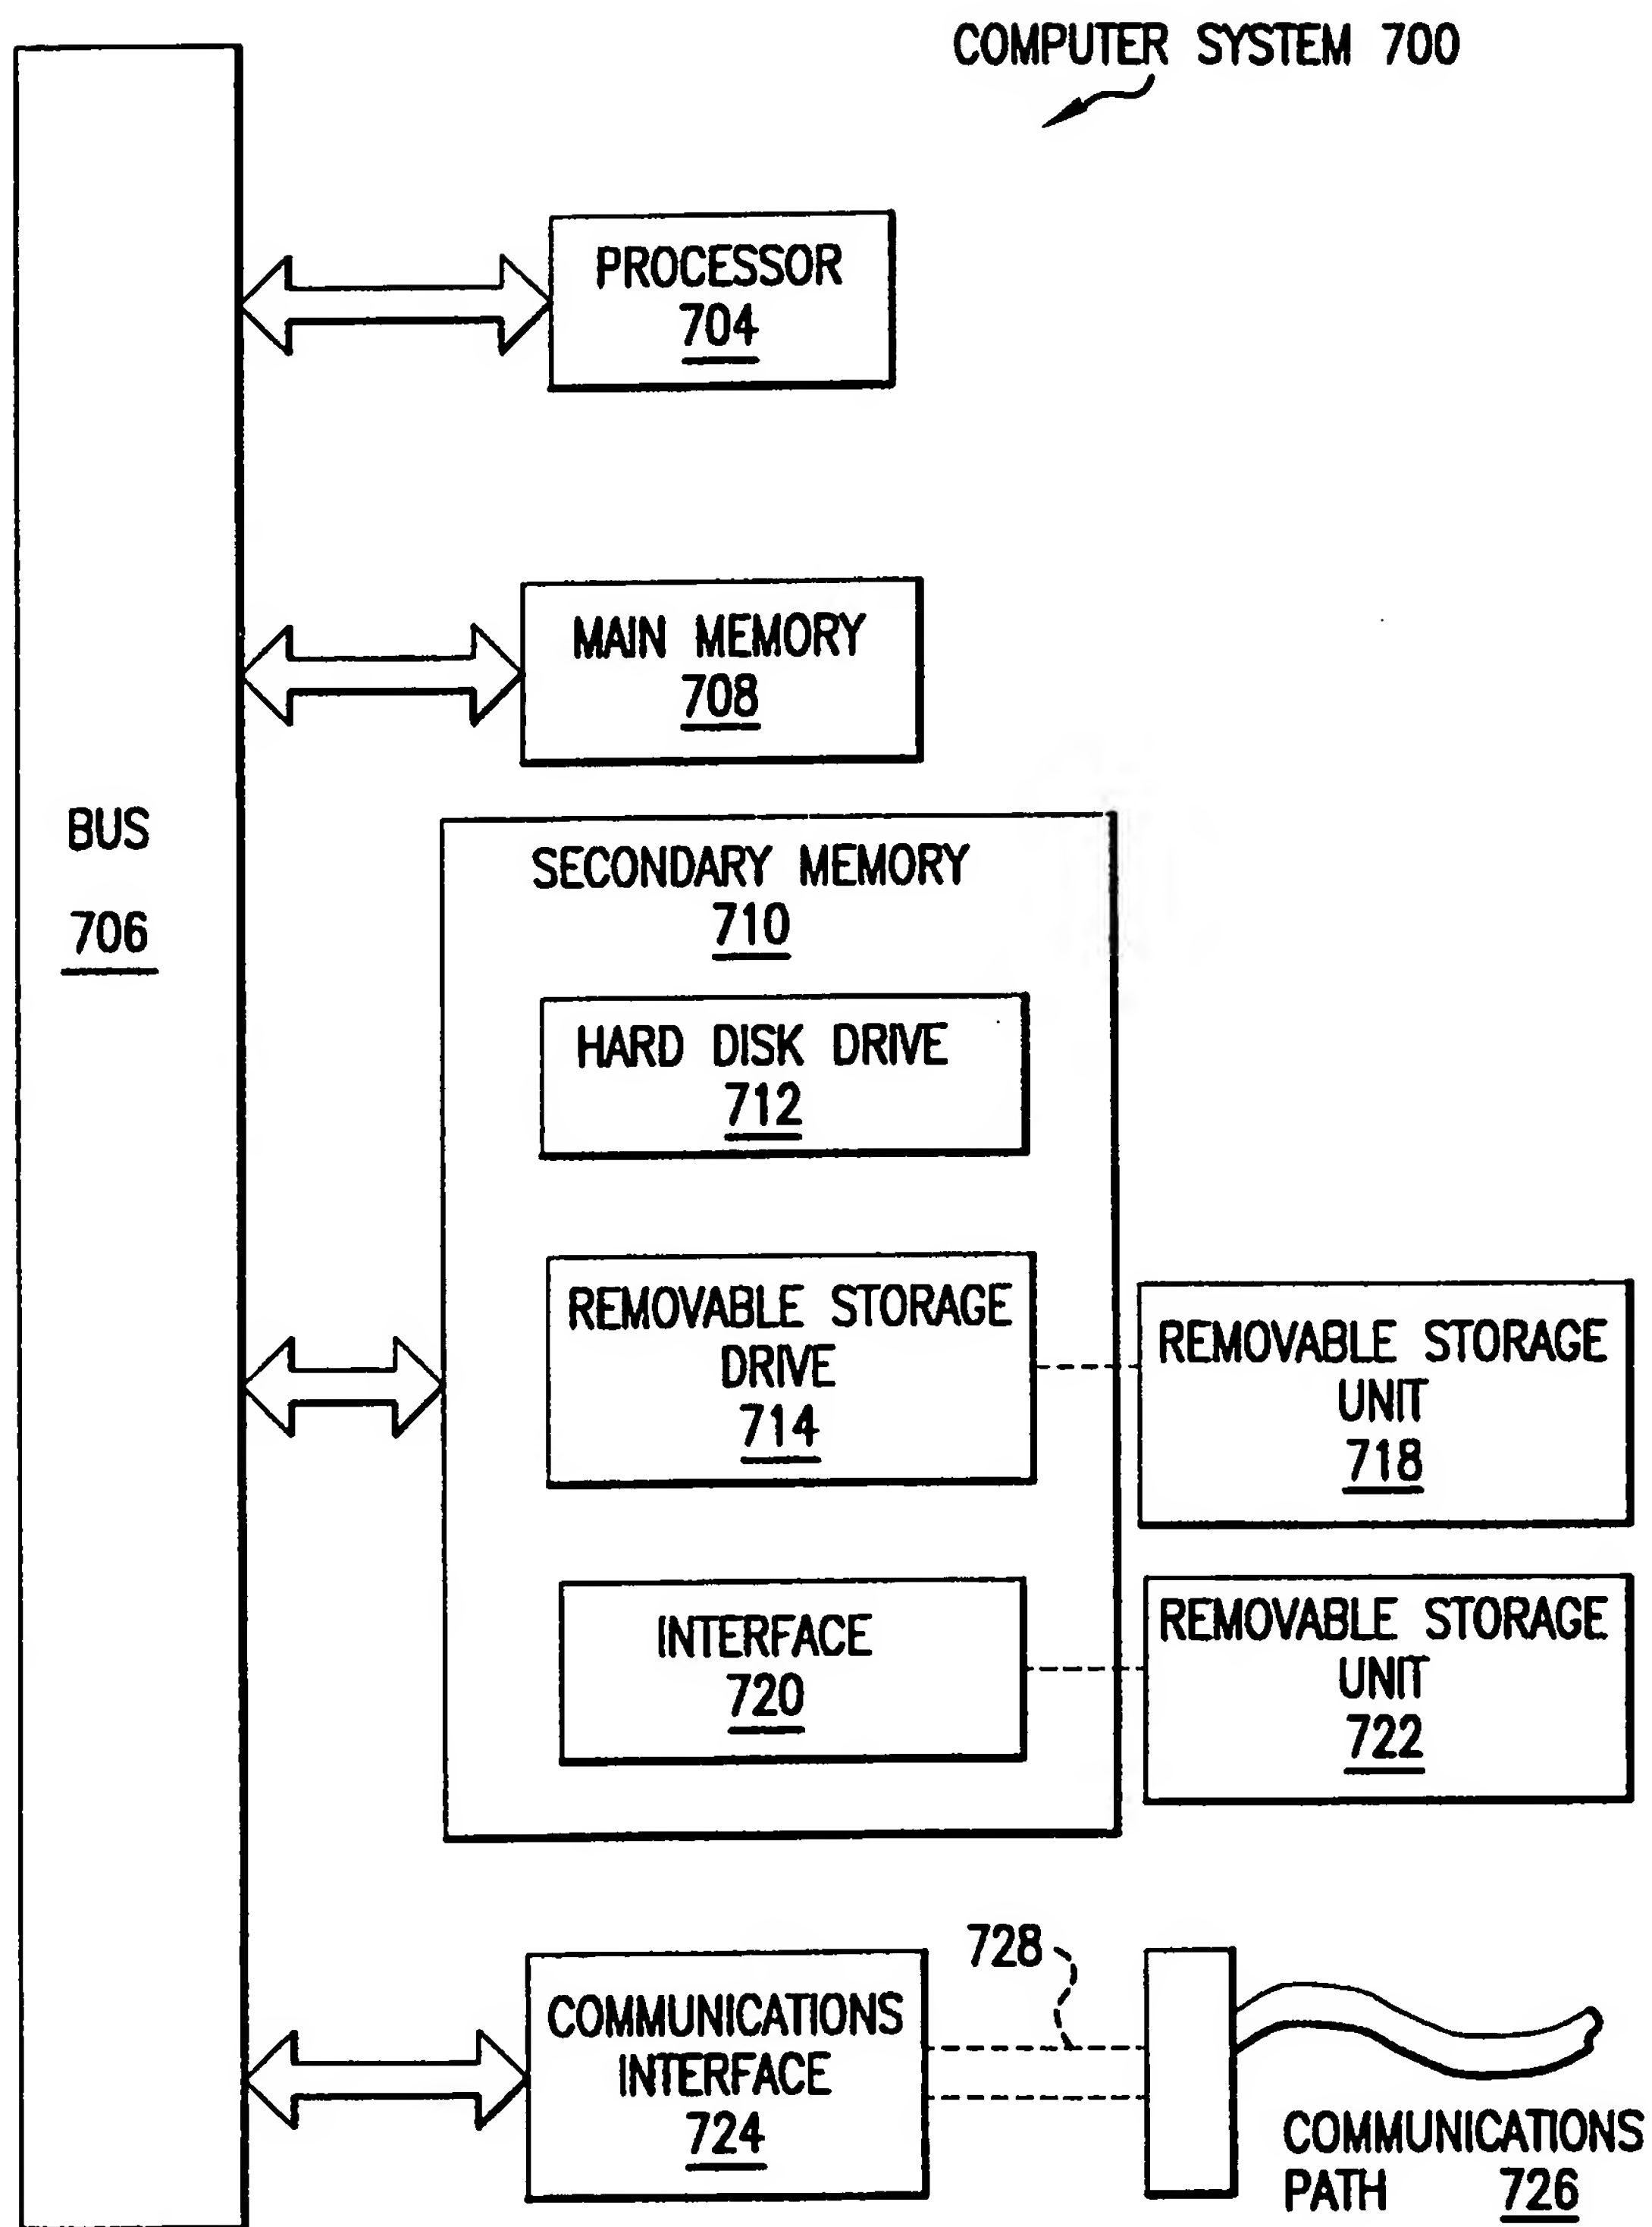 COMPUTER SYSTEM 700
PROCESSOR
704
MAIN MEMORY
708
BUS
706
SECONDARY MEMORY
710
HARD DISK DRIVE
712
REMOVABLE STORAGE
DRIVE
714
REMOVABLE STORAGE
UNIT
718
INTERFACE
720
REMOVABLE STORAGE
UNIT
722
728
COMMUNICATIONS
INTERFACE
724
COMMUNICATIONS
PATH 726